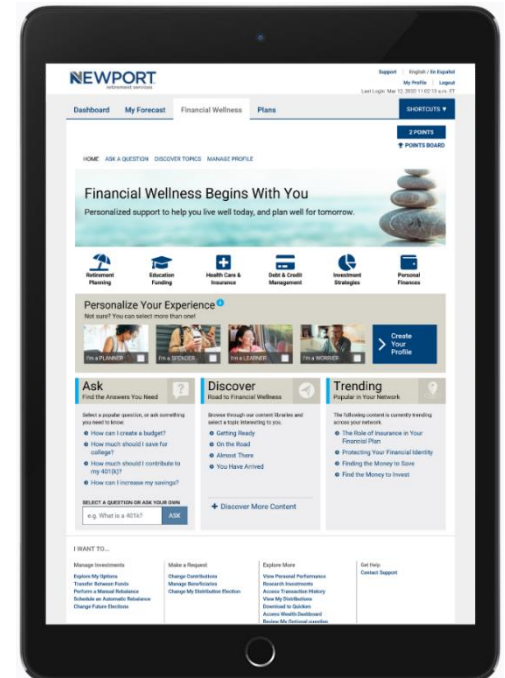 NEWPORT
retirement services
Support | English / En Español
My Profile | Logout
Dashboard My Forecast Financial Wellness Plans
SHORTCUTS ▼
2 POINTS
POINTS BOARD
HOME ASK A QUESTION DISCOVER TOPICS MANAGE PROFILE
Financial Wellness Begins With You
Personalized support to help you live well today, and plan well for tomorrow.
Retirement Planning
Education Funding
Health Care & Insurance
Debt & Credit Management
Investment Strategies
Personal Finances
Personalize Your Experience
Not sure? You can select more than one!
I'm a PLANNER
I'm a SPENDER
I'm a LEARNER
I'm a WORRIER
Create
Your
Profile
Ask
Find the Answers You Need
Select a popular question, or ask something
you need to know.
How can I create a budget?
How much should I save for
college?
How much should I contribute to
my 401(k)?
How can I increase my savings?
SELECT A QUESTION OR ASK YOUR OWN
e.g. What is a 401k? ASK
Discover
Road to Financial Wellness
Browse through our content libraries and
select a topic interesting to you.
Getting Ready
On the Road
Almost There
You Have Arrived
+ Discover More Content
Trending
Popular in Your Network
The following content is currently trending
across your network.
The Role of Insurance in Your
Financial Plan
Protecting Your Financial Identity
Finding the Money to Save
Find the Money to Invest
I WANT TO...
Manage Investments
Explore My Options
Transfer Between Funds
Perform a Manual Rebalance
Schedule an Automatic Rebalance
Change Future Elections
Make a Request
Change Contributions
Manage Beneficiaries
Change My Distribution Election
Explore More
View Personal Performance
Research Investments
Access Transaction History
View My Distributions
Download to Quicken
Access Wealth Dashboard
Get Help
Contact Support